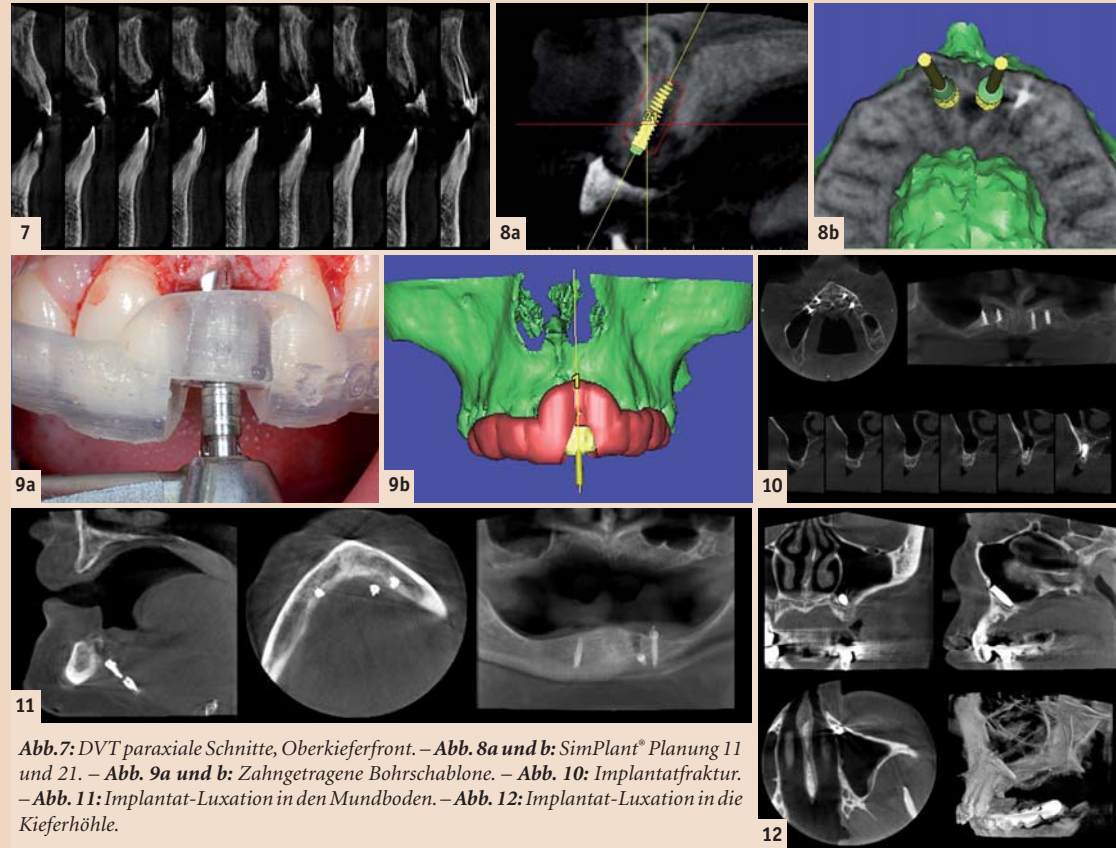 7
8a
8b
9a
9b
1
10
11
12
Abb.7: DVT paraxiale Schnitte, Oberkieferfront. – Abb. 8a und b: SimPlant® Planung 11
und 21. – Abb. 9a und b: Zahngetragene Bohrschablone. – Abb. 10: Implantatfraktur.
– Abb. 11: Implantat-Luxation in den Mundboden. – Abb. 12: Implantat-Luxation in die
Kieferhöhle.